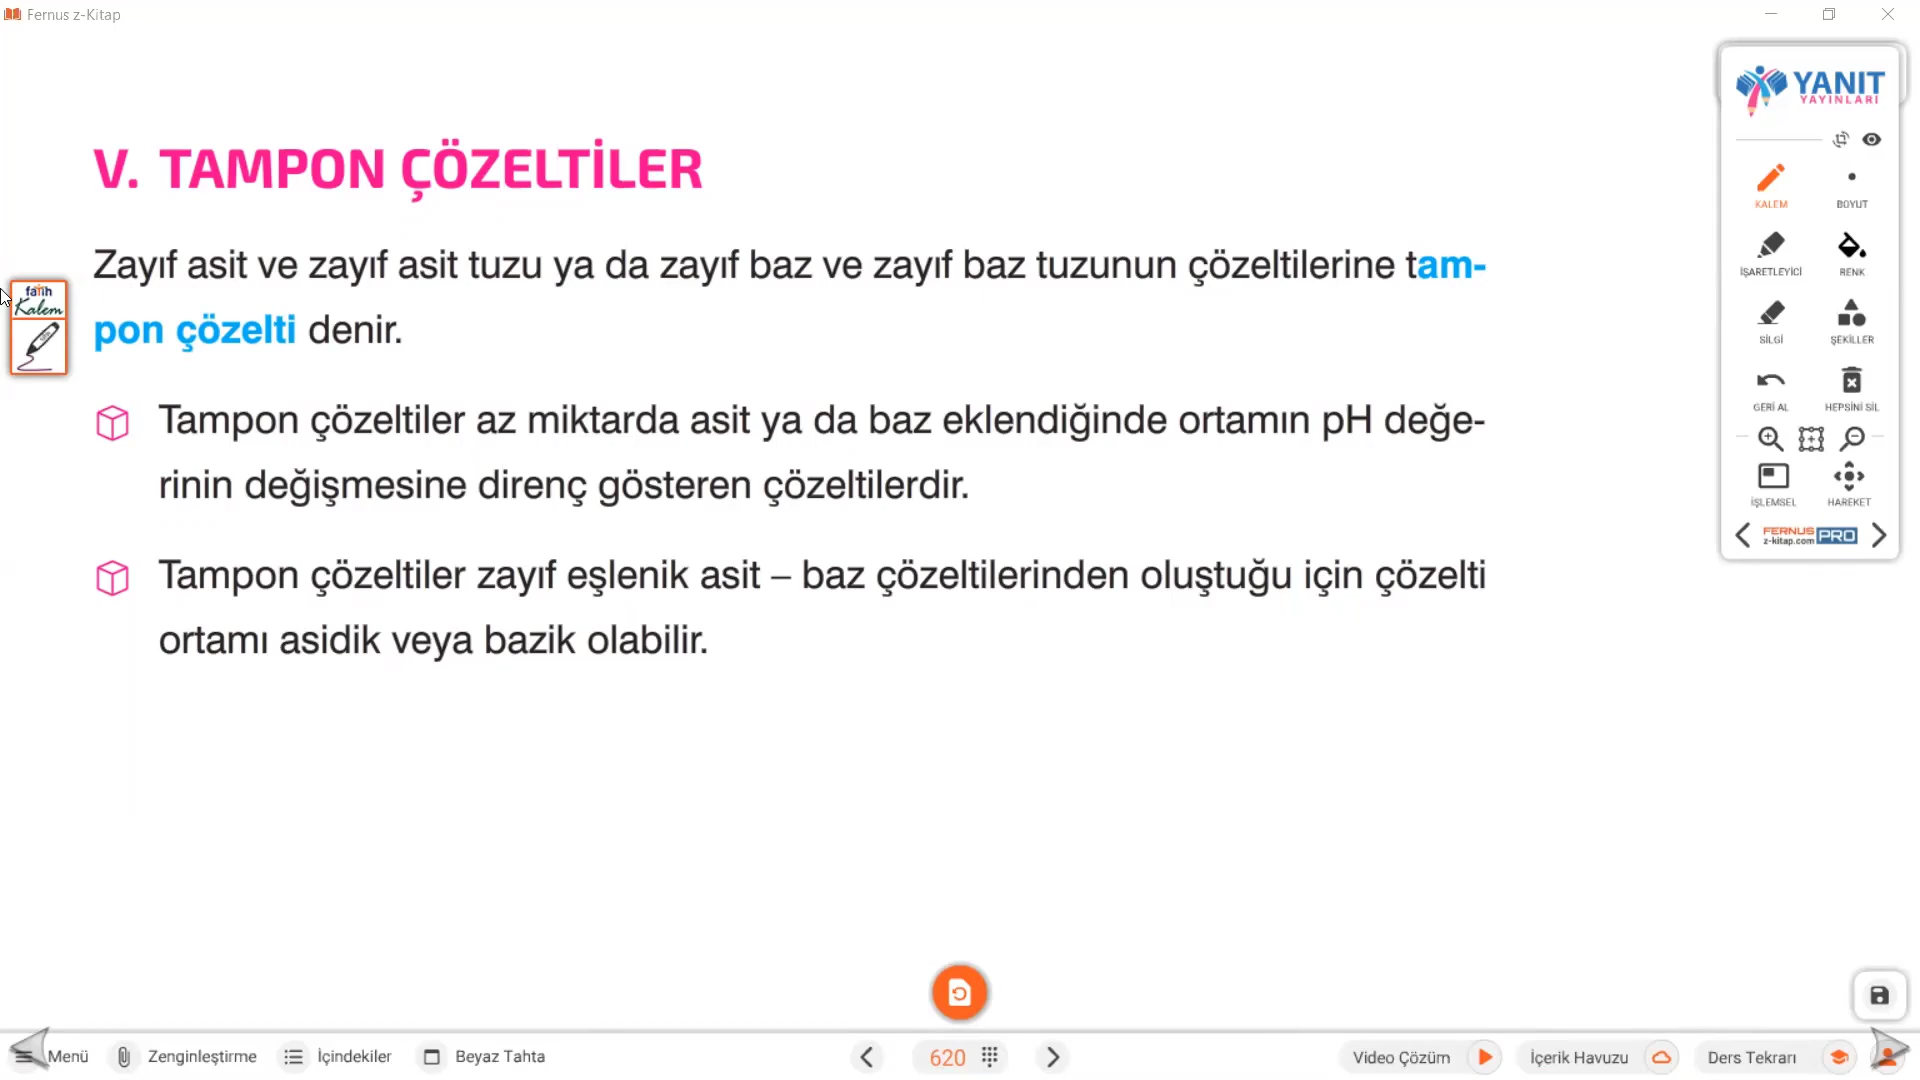 Fernus z-Kitap
YANIT
YAYINLARI
V. TAMPON ÇÖZELTİLER
Zayıf asit ve zayıf asit tuzu ya da zayıf baz ve zayıf baz tuzunun çözeltilerine tam-
pon çözelti denir.
Tampon çözeltiler az miktarda asit ya da baz eklendiğinde ortamın pH değe-
rinin değişmesine direnç gösteren çözeltilerdir.
Tampon çözeltiler zayıf eşlenik asit – baz çözeltilerinden oluştuğu için çözelti
ortamı asidik veya bazik olabilir.
fatih
Kalem
KALEM BOYUT
İŞARETLEYİCİ RENK
SİLGİ ŞEKİLLER
GERİ AL HEPSİNİ SİL
İŞLEMSEL HAREKET
FERNUS
z-kitap.com PRO
Menü Zenginleştirme İçindekiler Beyaz Tahta 620 Video Çözüm İçerik Havuzu Ders Tekrarı